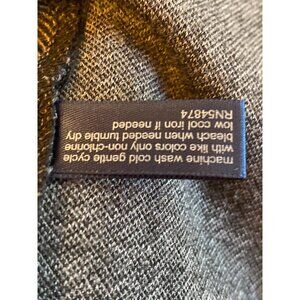 machine wash cold gentle cycle
with like colors only non-chlorine
bleach when needed tumble dry
low cool iron if needed
RN54874